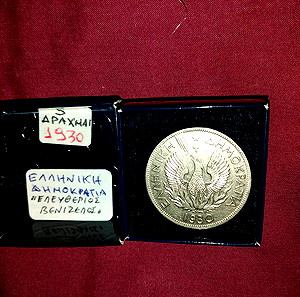 5
ΔΡΑΧΜΑΙ
1930
ΕΛΛΗΝΙΚΗ
ΔΗΜΟΚΡΑΤΙΑ
"ΕΛΕΥΘΕΡΙΟΣ
ΒΕΝΙΖΕΛΟΣ"
ΕΛΛΗΝΙΚΗ ΔΗΜΟΚΡΑΤΙΑ
1930